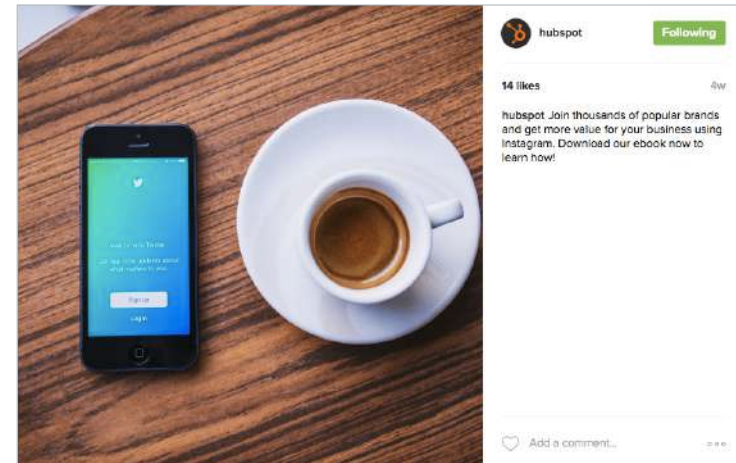 hubspot
Following
14 likes
4w
hubspot Join thousands of popular brands
and get more value for your business using
Instagram. Download our ebook now to
learn how!
Sign up
Log in
Add a comment...